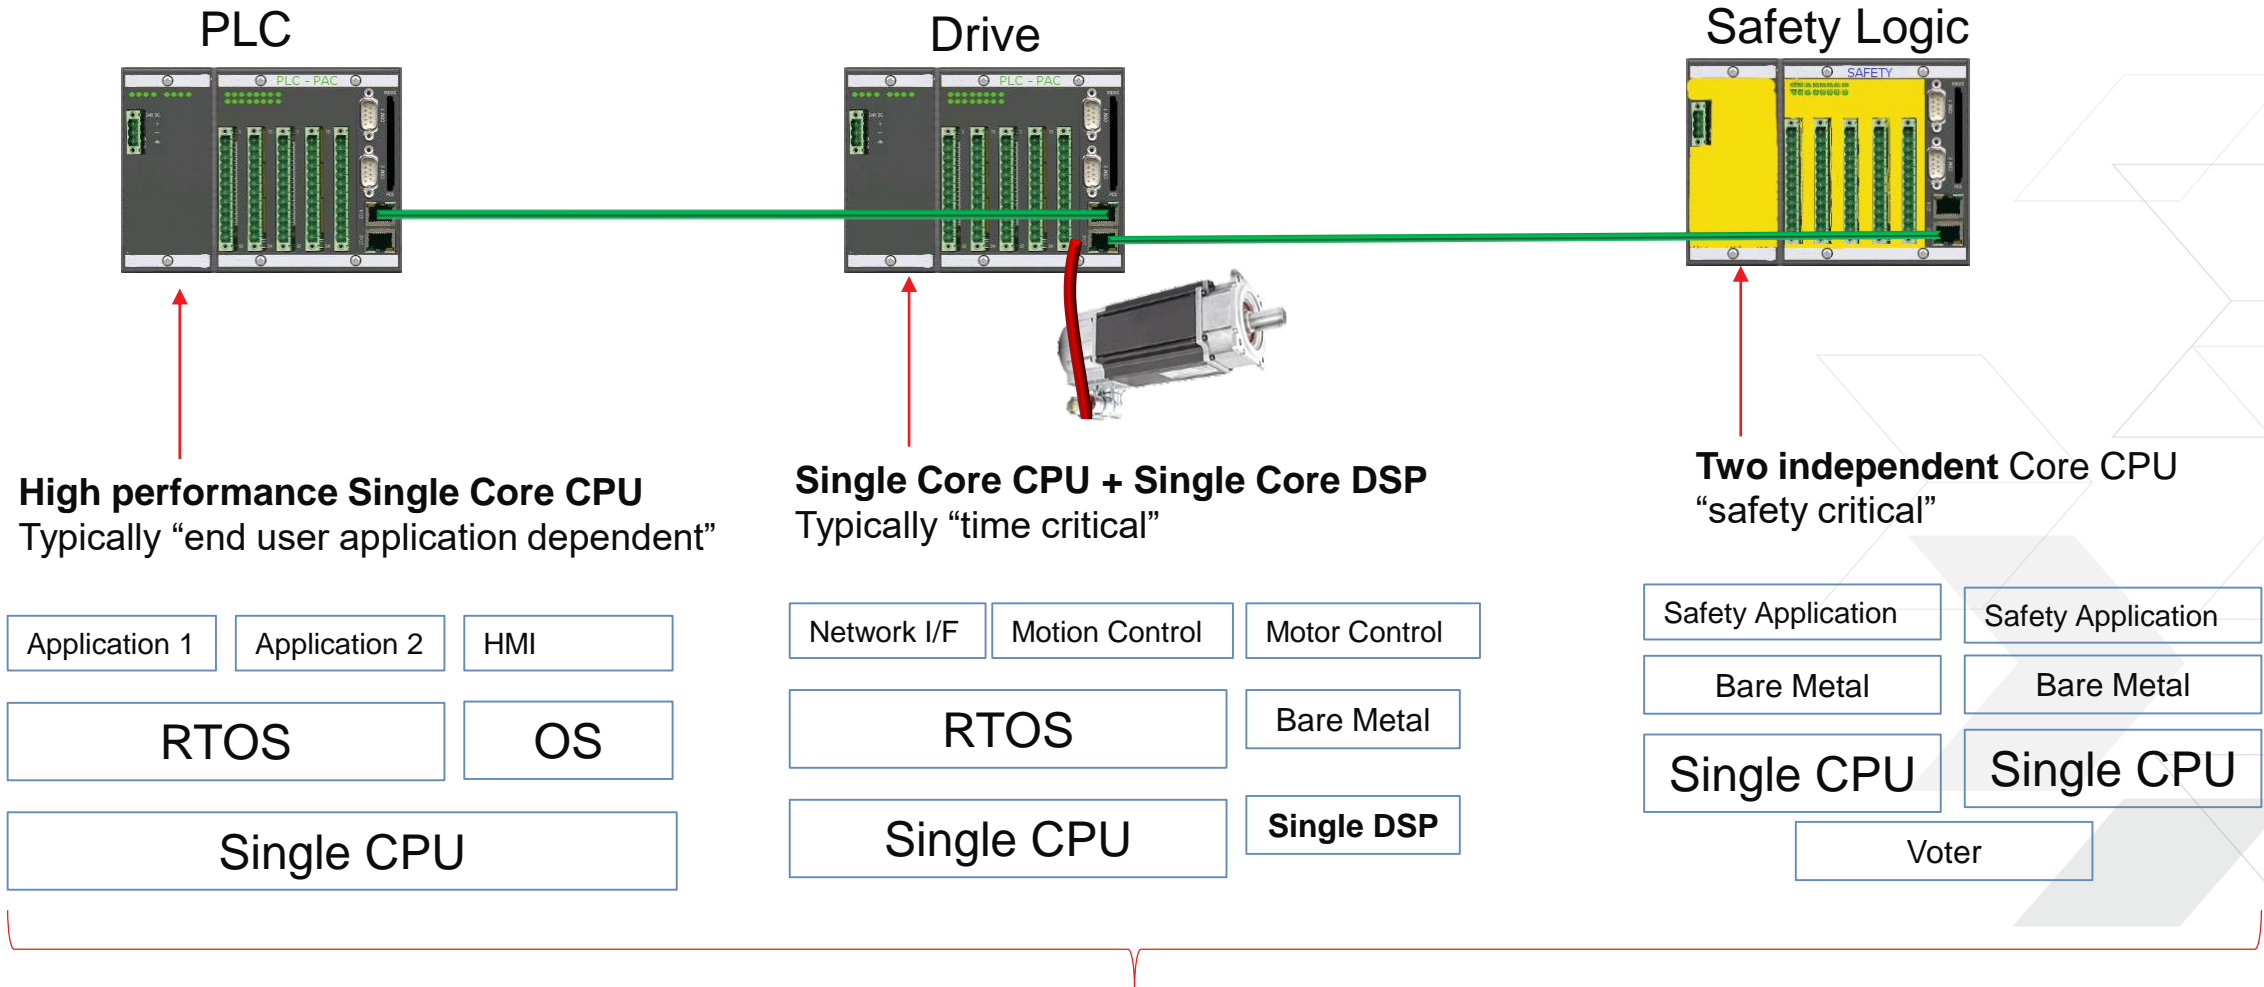 PLC
Drive
Safety Logic
PLC - PAC
PLC - PAC
SAFETY
High performance Single Core CPU
Typically “end user application dependent”
Single Core CPU + Single Core DSP
Typically “time critical”
Two independent Core CPU
“safety critical”
Application 1
Application 2
HMI
RTOS
OS
Single CPU
Network I/F
Motion Control
Motor Control
RTOS
Bare Metal
Single CPU
Single DSP
Safety Application
Safety Application
Bare Metal
Bare Metal
Single CPU
Single CPU
Voter